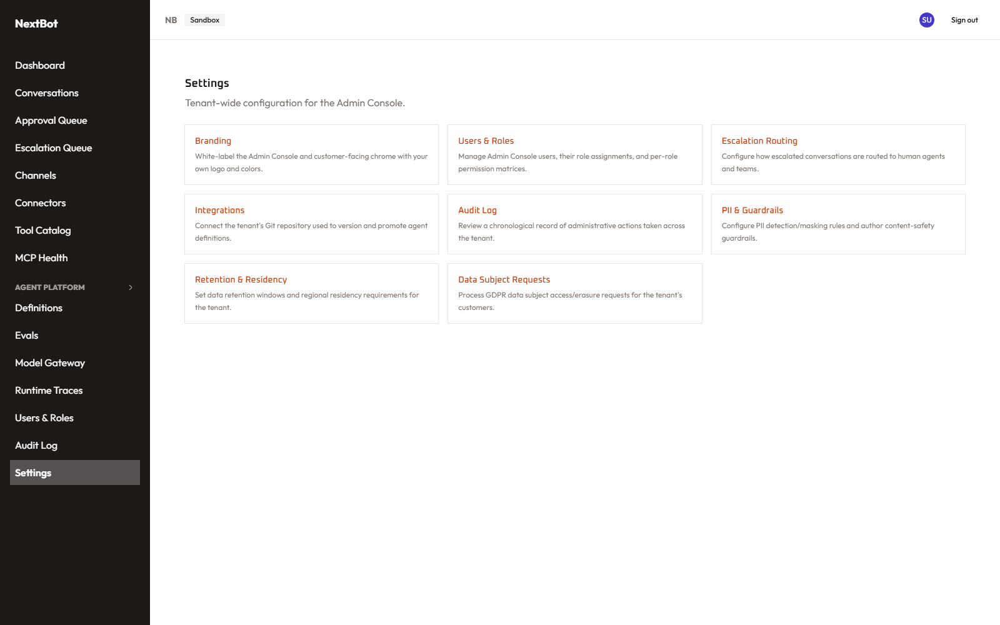 NextBot
Dashboard
Conversations
Approval Queue
Escalation Queue
Channels
Connectors
Tool Catalog
MCP Health
AGENT PLATFORM
Definitions
Evals
Model Gateway
Runtime Traces
Users & Roles
Audit Log
Settings
NB Sandbox
SU Sign out
Settings
Tenant-wide configuration for the Admin Console.
Branding
White-label the Admin Console and customer-facing chrome with your
own logo and colors.
Users & Roles
Manage Admin Console users, their role assignments, and per-role
permission matrices.
Escalation Routing
Configure how escalated conversations are routed to human agents
and teams.
Integrations
Connect the tenant's Git repository used to version and promote agent
definitions.
Audit Log
Review a chronological record of administrative actions taken across
the tenant.
PII & Guardrails
Configure PII detection/masking rules and author content-safety
guardrails.
Retention & Residency
Set data retention windows and regional residency requirements for
the tenant.
Data Subject Requests
Process GDPR data subject access/erasure requests for the tenant's
customers.